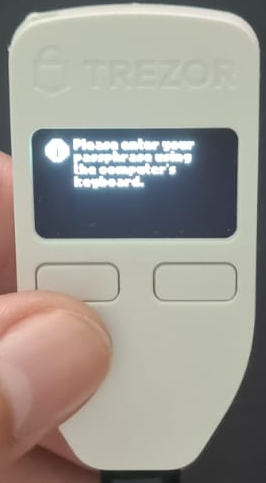 TREZOR
Please enter your
passphrase using
the computer's
keyboard.